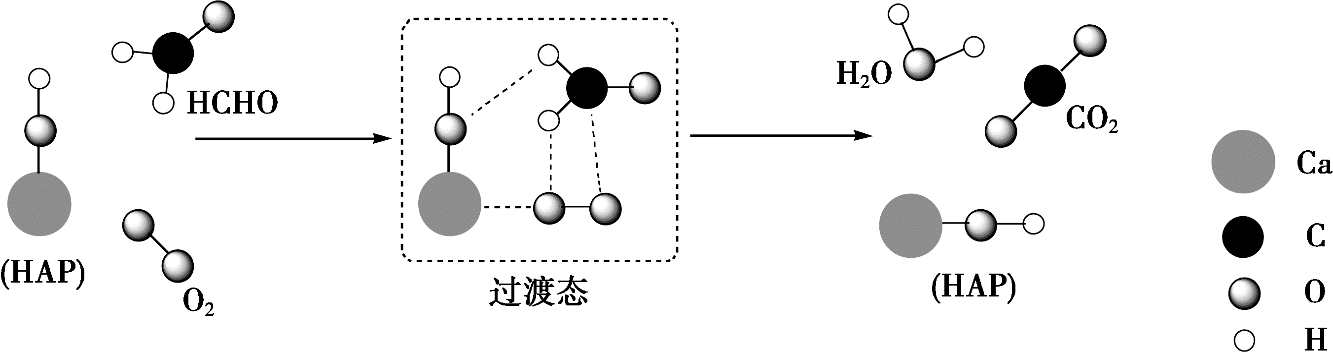 HCHO
(HAP)
O₂
过渡态
H₂O
CO₂
(HAP)
Ca
C
O
H